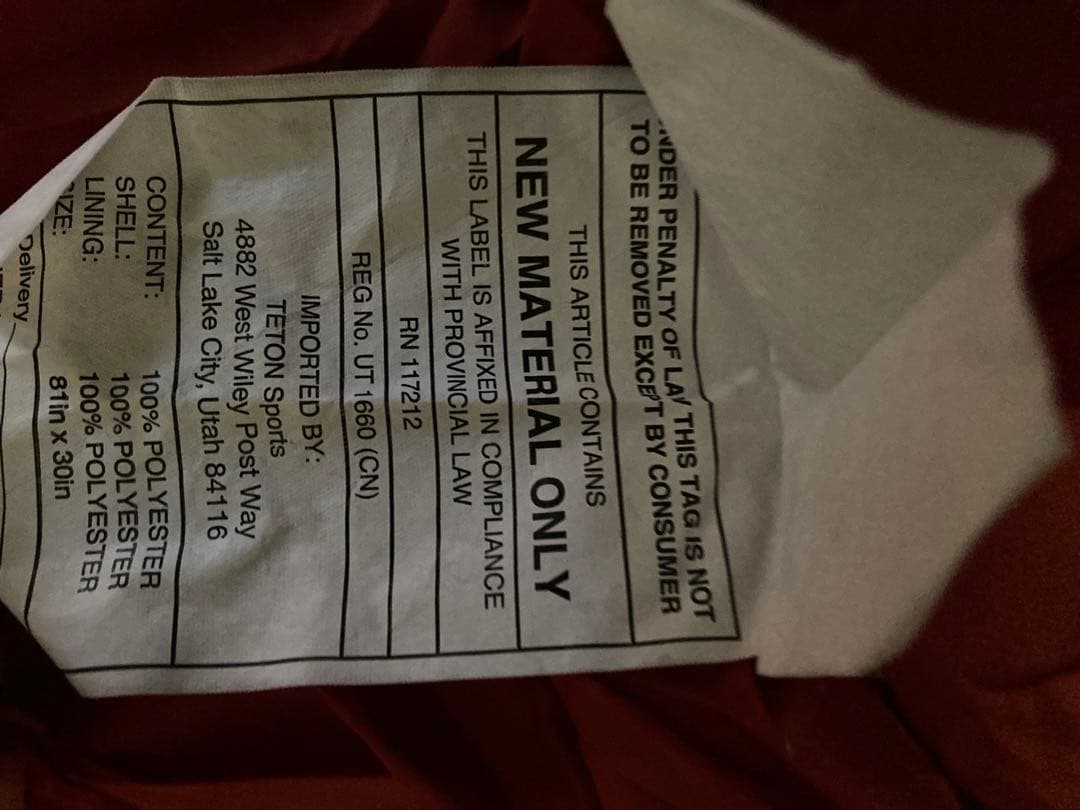 UNDER PENALTY OF LAW THIS TAG IS NOT
TO BE REMOVED EXCEPT BY CONSUMER
THIS ARTICLE CONTAINS
NEW MATERIAL ONLY
THIS LABEL IS AFFIXED IN COMPLIANCE
WITH PROVINCIAL LAW
RN 117212
REG No. UT 1660 (CN)
IMPORTED BY:
TETON Sports
4882 West Wiley Post Way
Salt Lake City, Utah 84116
CONTENT: 100% POLYESTER
SHELL: 100% POLYESTER
LINING: 100% POLYESTER
SIZE: 81in x 30in
Delivery